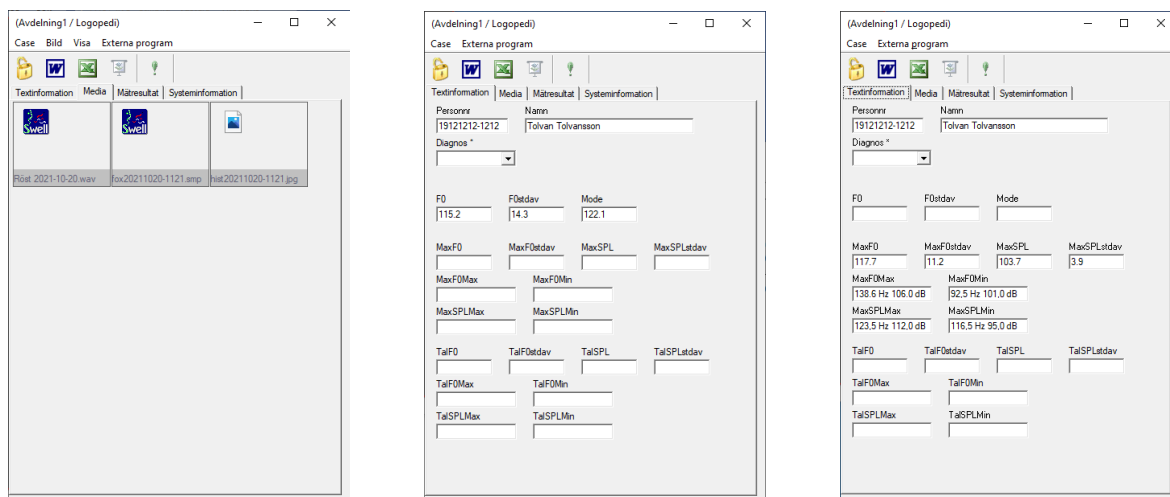 (Avdelning1 / Logopedi)
Case Bild Visa Externa program
Textinformation Media Mätresultat Systeminformation
Swell Swell
Röst 2021-10-20.wav fox20211020-1121.smp hist20211020-1121.jpg
(Avdelning1 / Logopedi)
Case Externa program
Textinformation Media Mätresultat Systeminformation
Personnr Namn
19121212-1212 Tolvan Tolvansson
Diagnos *
F0 F0stdav Mode
115.2 14.3 122.1
MaxF0 MaxF0stdav MaxSPL MaxSPLstdav
MaxF0Max MaxF0Min
MaxSPLMax MaxSPLMin
TalF0 TalF0stdav TalSPL TalSPLstdav
TalF0Max TalF0Min
TalSPLMax TalSPLMin
(Avdelning1 / Logopedi)
Case Externa program
Textinformation Media Mätresultat Systeminformation
Personnr Namn
19121212-1212 Tolvan Tolvansson
Diagnos *
F0 F0stdav Mode
MaxF0 MaxF0stdav MaxSPL MaxSPLstdav
117.7 11.2 103.7 3.9
MaxF0Max MaxF0Min
138.6 Hz 106.0 dB 92,5 Hz 101,0 dB
MaxSPLMax MaxSPLMin
123,5 Hz 112,0 dB 116,5 Hz 95,0 dB
TalF0 TalF0stdav TalSPL TalSPLstdav
TalF0Max TalF0Min
TalSPLMax TalSPLMin